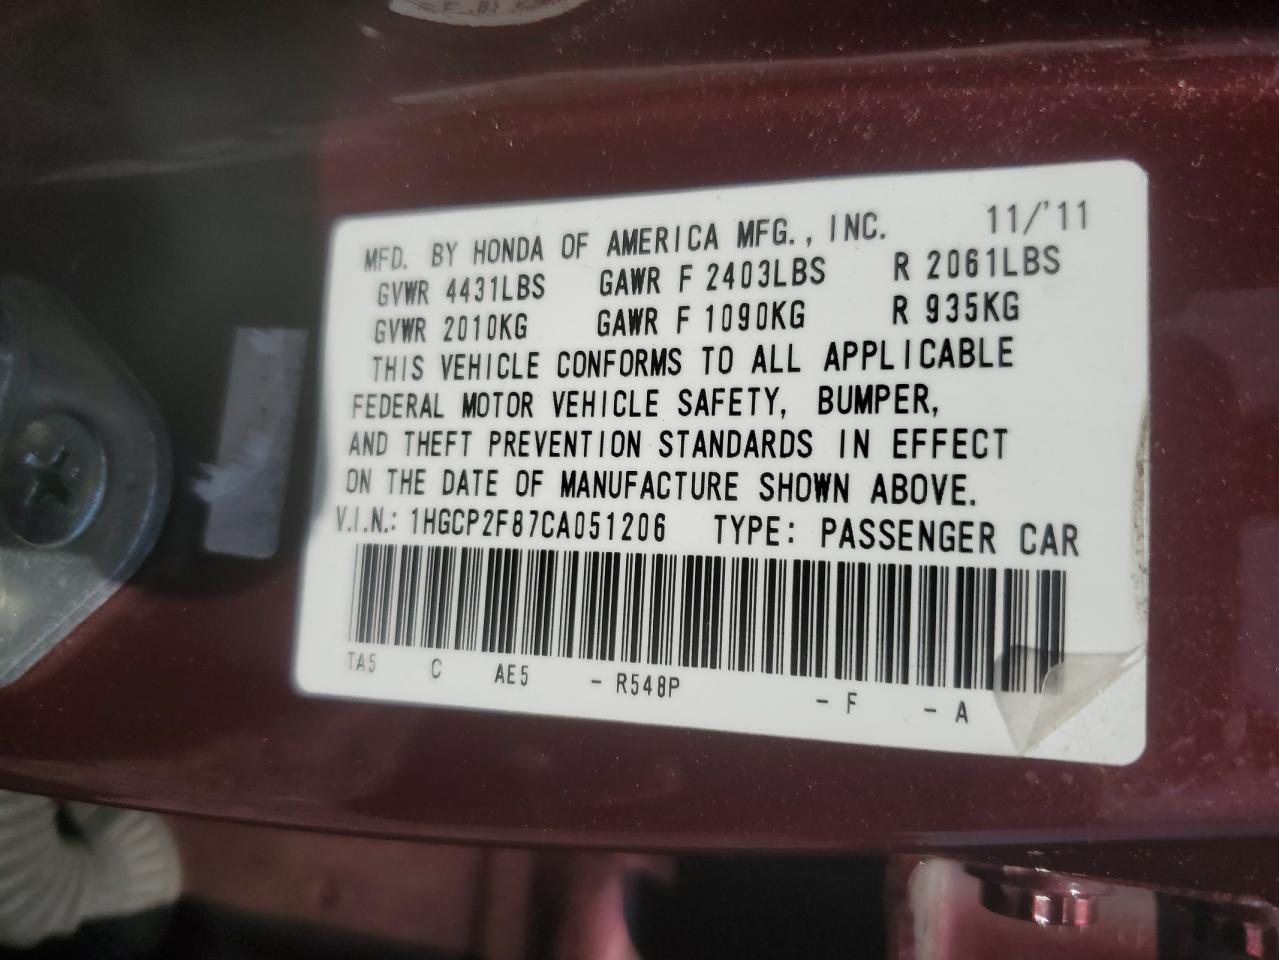 MFD. BY HONDA OF AMERICA MFG., INC. 11/'11
GVWR 4431LBS GAWR F 2403LBS R 2061LBS
GVWR 2010KG GAWR F 1090KG R 935KG
THIS VEHICLE CONFORMS TO ALL APPLICABLE
FEDERAL MOTOR VEHICLE SAFETY, BUMPER,
AND THEFT PREVENTION STANDARDS IN EFFECT
ON THE DATE OF MANUFACTURE SHOWN ABOVE.
V.I.N.: 1HGCP2F87CA051206 TYPE: PASSENGER CAR
TA5 C AE5 - R548P - F - A